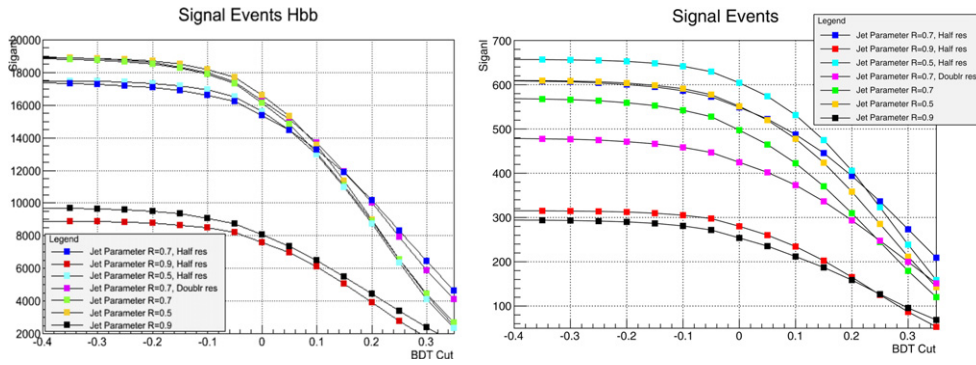 Signal Events Hbb
Siganl
20000
18000
16000
14000
12000
10000
8000
6000
4000
2000
Legend
Jet Parameter R=0.7, Half res
Jet Parameter R=0.9, Half res
Jet Parameter R=0.5, Half res
Jet Parameter R=0.7, Doublr res
Jet Parameter R=0.7
Jet Parameter R=0.5
Jet Parameter R=0.9
-0.4 -0.3 -0.2 -0.1 0 0.1 0.2 0.3
BDT Cut
Signal Events
Siganl
700
600
500
400
300
200
100
Legend
Jet Parameter R=0.7, Half res
Jet Parameter R=0.9, Half res
Jet Parameter R=0.5, Half res
Jet Parameter R=0.7, Doublr res
Jet Parameter R=0.7
Jet Parameter R=0.5
Jet Parameter R=0.9
-0.4 -0.3 -0.2 -0.1 0 0.1 0.2 0.3
BDT Cut